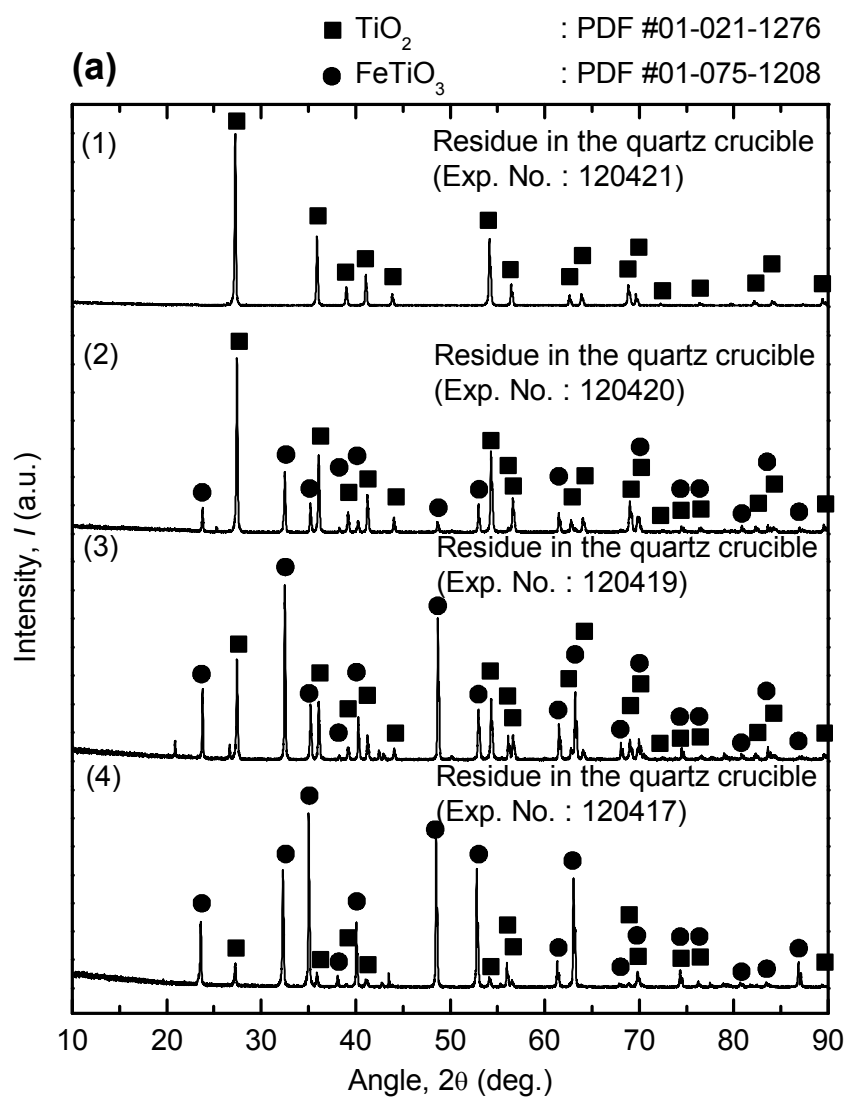 ■ TiO₂ : PDF #01-021-1276
(a) ● FeTiO₃ : PDF #01-075-1208
(1) Residue in the quartz crucible
(Exp. No. : 120421)
(2) Residue in the quartz crucible
(Exp. No. : 120420)
(3) Residue in the quartz crucible
(Exp. No. : 120419)
(4) Residue in the quartz crucible
(Exp. No. : 120417)
Intensity, I (a.u.)
10 20 30 40 50 60 70 80 90
Angle, 2θ (deg.)